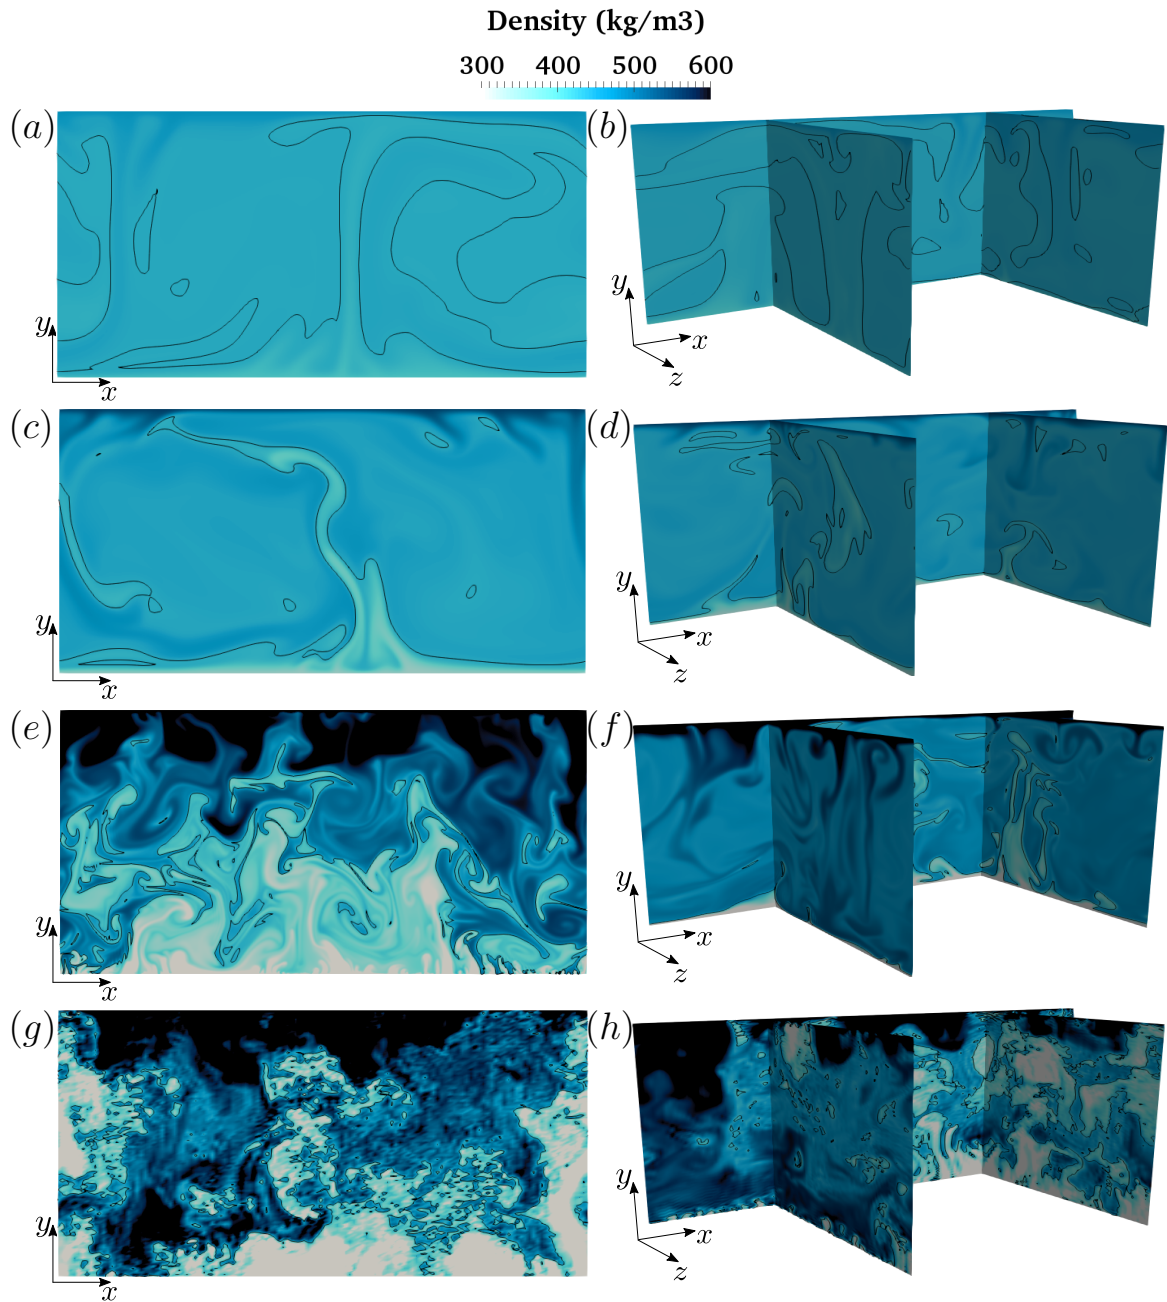 Density (kg/m3)
300 400 500 600
(a) (b)
y x y x z
(c) (d)
y x y x z
(e) (f)
y x y x z
(g) (h)
y x y x z